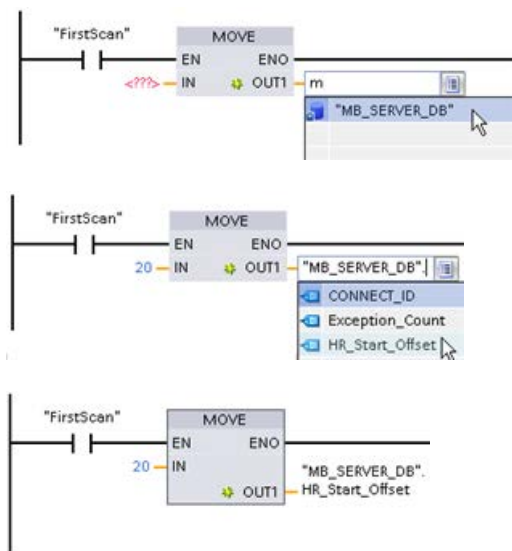 "FirstScan"
MOVE
EN ENO
<???> IN OUT1 m
"MB_SERVER_DB"
"FirstScan"
MOVE
EN ENO
20 IN OUT1 "MB_SERVER_DB".
CONNECT_ID
Exception_Count
HR_Start_Offset
"FirstScan"
MOVE
EN ENO
20 IN
"MB_SERVER_DB".
OUT1 HR_Start_Offset